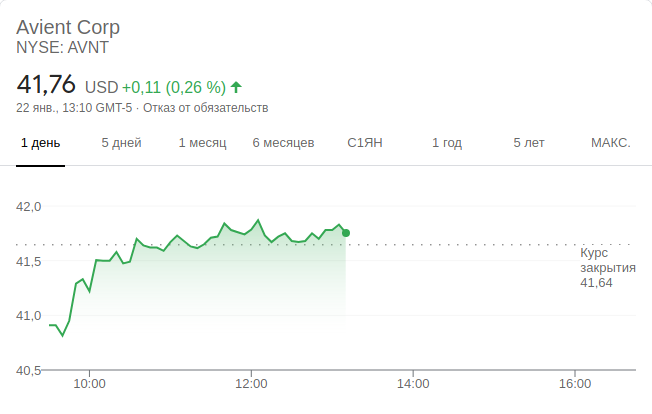 Avient Corp
NYSE: AVNT
41,76 USD +0,11 (0,26 %)
22 янв., 13:10 GMT-5 · Отказ от обязательств
1 день 5 дней 1 месяц 6 месяцев С1ЯН 1 год 5 лет МАКС.
42,0
41,5
41,0
40,5
Курс
закрытия
41,64
10:00 12:00 14:00 16:00